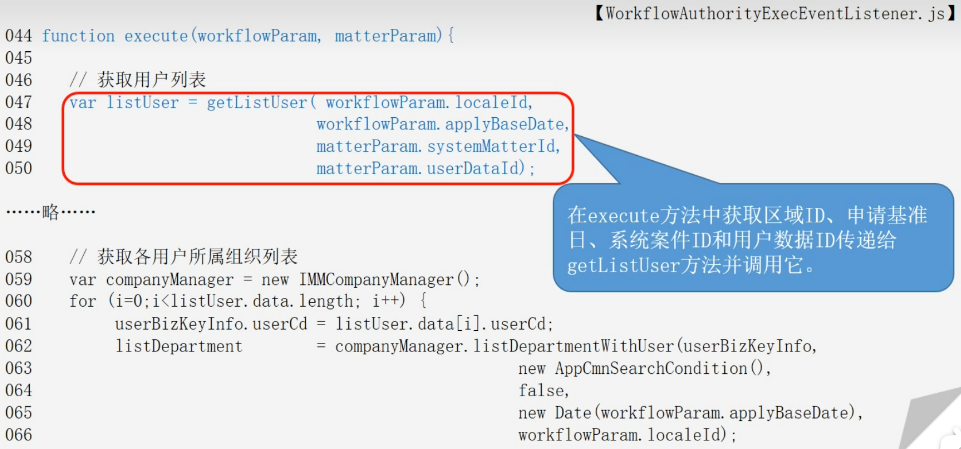 【WorkflowAuthorityExecEventListener.js】
044 function execute(workflowParam, matterParam){
045
046 // 获取用户列表
047 var listUser = getListUser( workflowParam.localeId,
048 workflowParam.applyBaseDate,
049 matterParam.systemMatterId,
050 matterParam.userDataId);
在execute方法中获取区域ID、申请基准
日、系统案件ID和用户数据ID传递给
getListUser方法并调用它。
……略……
058 // 获取各用户所属组织列表
059 var companyManager = new IMMCompanyManager();
060 for (i=0;i<listUser.data.length; i++) {
061 userBizKeyInfo.userCd = listUser.data[i].userCd;
062 listDepartment = companyManager.listDepartmentWithUser(userBizKeyInfo,
063 new AppCmnSearchCondition(),
064 false,
065 new Date(workflowParam.applyBaseDate),
066 workflowParam.localeId);